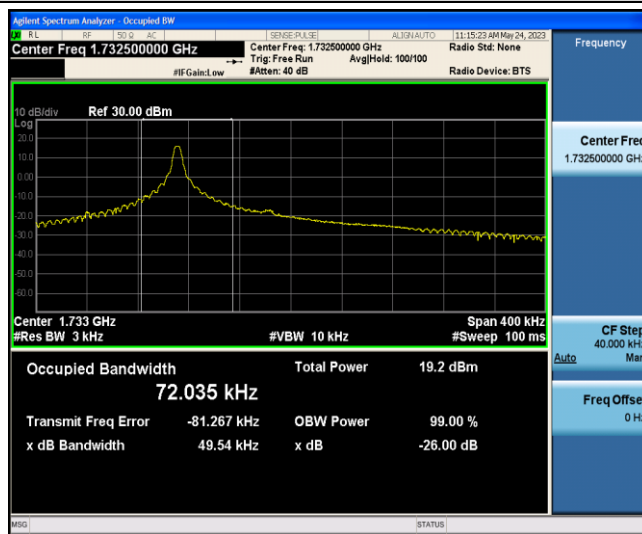 Agilent Spectrum Analyzer - Occupied BW
RL RF 50 Ω AC SENSE:PULSE ALIGN AUTO 11:15:23 AM May 24, 2023
Center Freq 1.732500000 GHz Center Freq: 1.732500000 GHz Radio Std: None
Trig: Free Run Avg|Hold: 100/100
#IFGain:Low #Atten: 40 dB Radio Device: BTS
Frequency
10 dB/div Ref 30.00 dBm
Log
20.0
10.0
0.00
-10.0
-20.0
-30.0
-40.0
-50.0
-60.0
Center 1.733 GHz Span 400 kHz
#Res BW 3 kHz #VBW 10 kHz #Sweep 100 ms
Occupied Bandwidth Total Power 19.2 dBm
72.035 kHz
Transmit Freq Error -81.267 kHz OBW Power 99.00 %
x dB Bandwidth 49.54 kHz x dB -26.00 dB
Center Freq
1.732500000 GHz
CF Step
40.000 kHz
Auto Man
Freq Offset
0 Hz
MSG STATUS